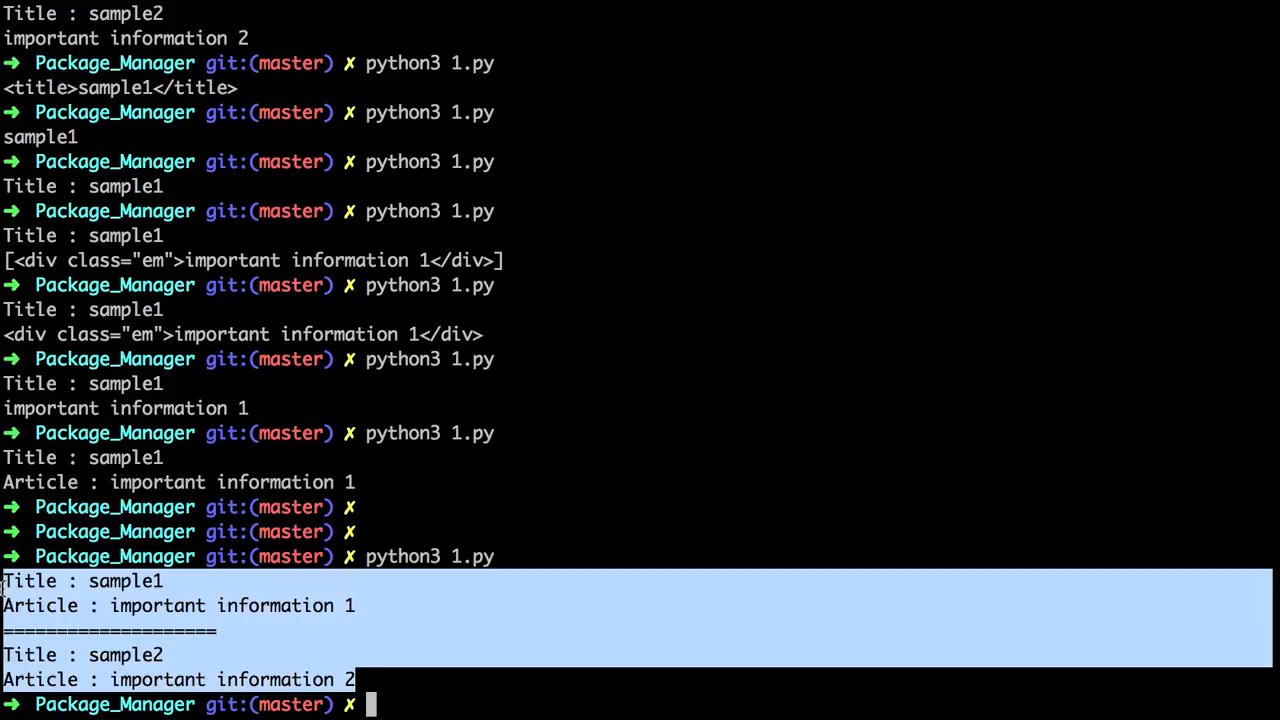 Title : sample2
important information 2
➜  Package_Manager git:(master) ✗ python3 1.py
<title>sample1</title>
➜  Package_Manager git:(master) ✗ python3 1.py
sample1
➜  Package_Manager git:(master) ✗ python3 1.py
Title : sample1
➜  Package_Manager git:(master) ✗ python3 1.py
Title : sample1
[<div class="em">important information 1</div>]
➜  Package_Manager git:(master) ✗ python3 1.py
Title : sample1
<div class="em">important information 1</div>
➜  Package_Manager git:(master) ✗ python3 1.py
Title : sample1
important information 1
➜  Package_Manager git:(master) ✗ python3 1.py
Title : sample1
Article : important information 1
➜  Package_Manager git:(master) ✗
➜  Package_Manager git:(master) ✗
➜  Package_Manager git:(master) ✗ python3 1.py
Title : sample1
Article : important information 1
====================
Title : sample2
Article : important information 2
➜  Package_Manager git:(master) ✗